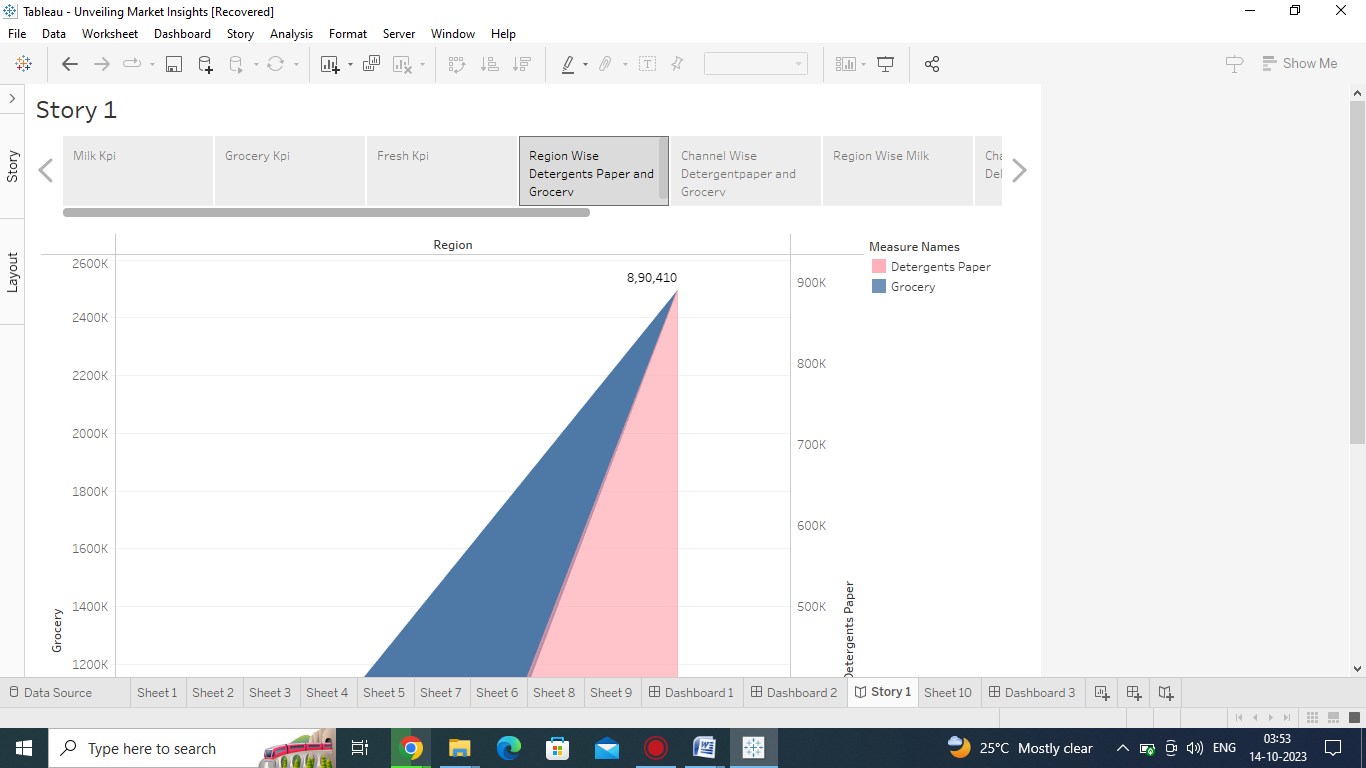 Tableau - Unveiling Market Insights [Recovered]
File Data Worksheet Dashboard Story Analysis Format Server Window Help
Show Me
Story
Layout
Story 1
Milk Kpi
Grocery Kpi
Fresh Kpi
Region Wise
Detergents Paper and
Grocery
Channel Wise
Detergentpaper and
Grocery
Region Wise Milk
Cha
Del
Region
2600K
2400K
2200K
2000K
1800K
1600K
1400K
1200K
Grocery
8,90,410
900K
800K
700K
600K
500K
Detergents Paper
Measure Names
Detergents Paper
Grocery
Data Source Sheet 1 Sheet 2 Sheet 3 Sheet 4 Sheet 5 Sheet 7 Sheet 6 Sheet 8 Sheet 9 Dashboard 1 Dashboard 2 Story 1 Sheet 10 Dashboard 3
Type here to search
25°C Mostly clear
ENG
03:53
14-10-2023